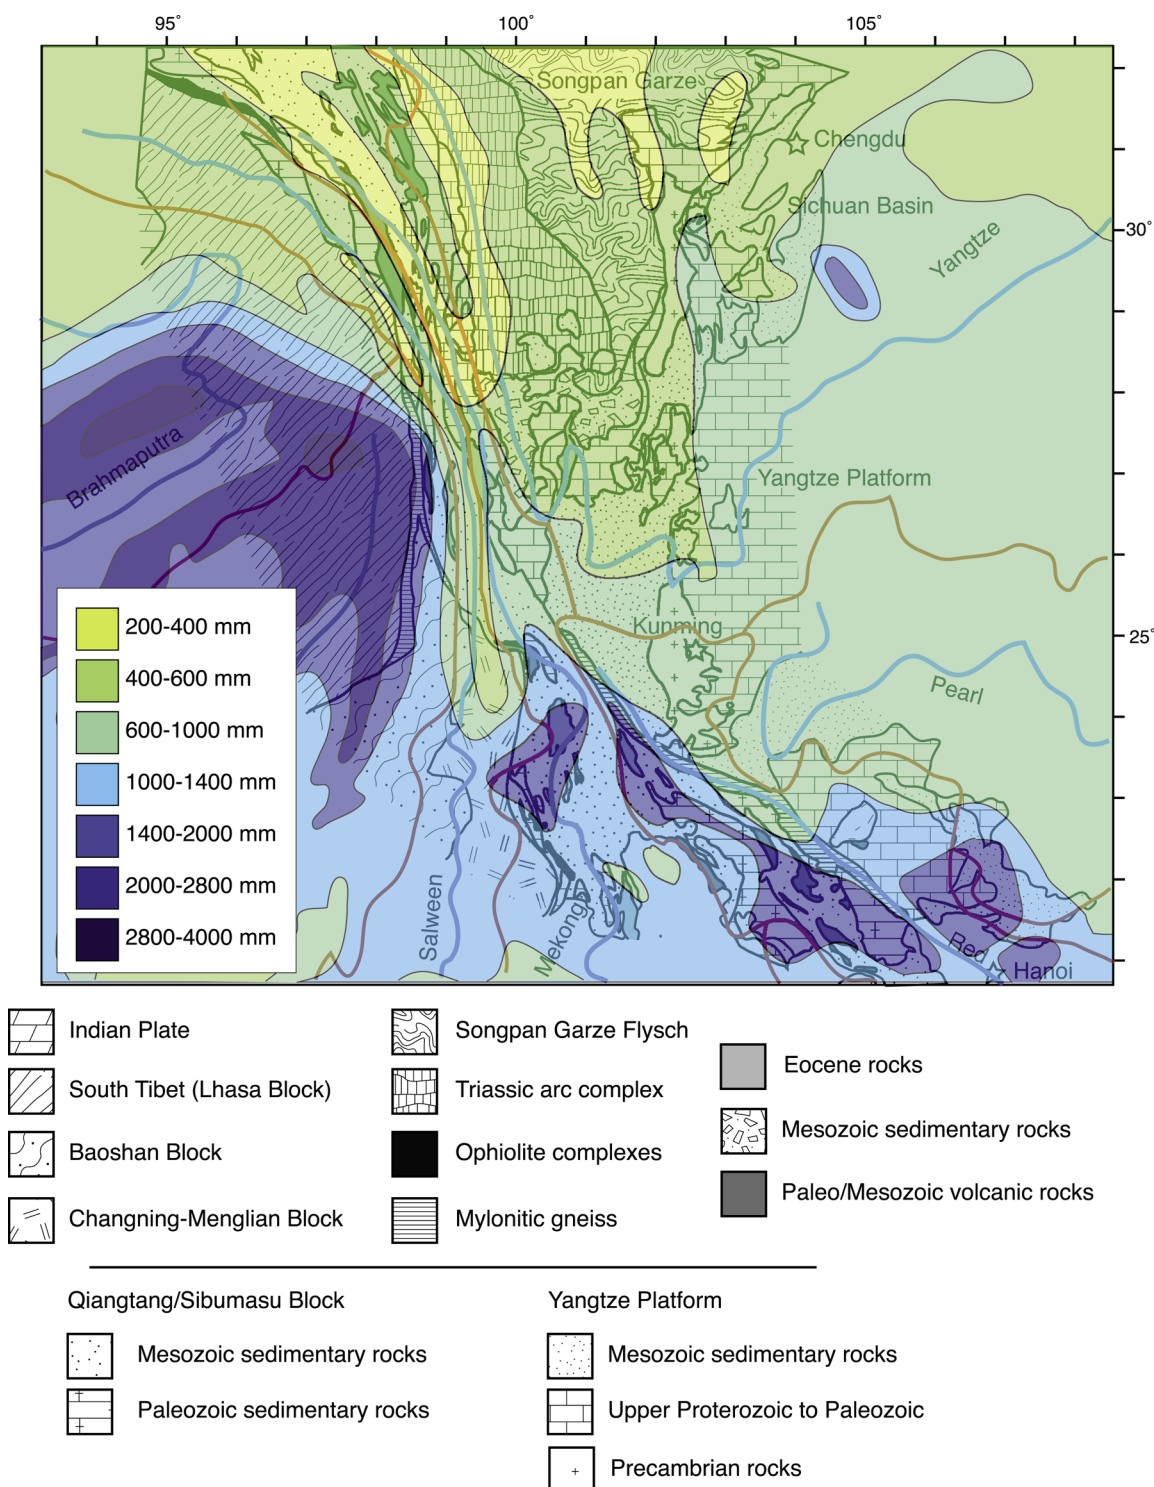 95°
100°
105°
Songpan Garze
Chengdu
Sichuan Basin
Yangtze
30°
Brahmaputra
Yangtze Platform
Kunming
25°
Pearl
Salween
Mekong
Red
Hanoi
200-400 mm
400-600 mm
600-1000 mm
1000-1400 mm
1400-2000 mm
2000-2800 mm
2800-4000 mm
Indian Plate
South Tibet (Lhasa Block)
Baoshan Block
Changning-Menglian Block
Songpan Garze Flysch
Triassic arc complex
Ophiolite complexes
Mylonitic gneiss
Eocene rocks
Mesozoic sedimentary rocks
Paleo/Mesozoic volcanic rocks
Qiangtang/Sibumasu Block
Mesozoic sedimentary rocks
Paleozoic sedimentary rocks
Yangtze Platform
Mesozoic sedimentary rocks
Upper Proterozoic to Paleozoic
Precambrian rocks